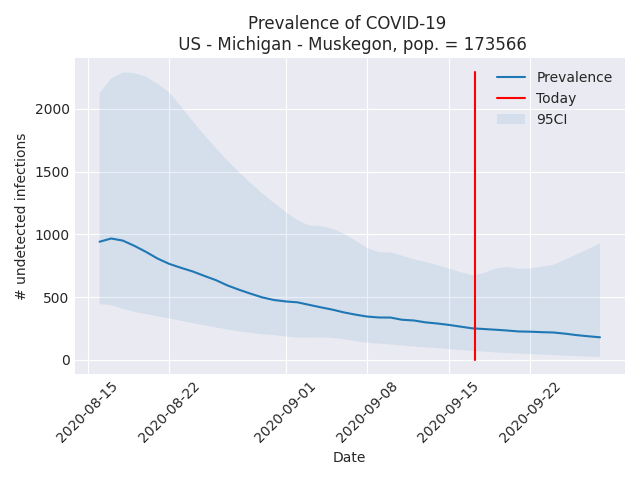 Prevalence of COVID-19
US - Michigan - Muskegon, pop. = 173566
Prevalence
Today
95CI
2000
1500
1000
500
0
# undetected infections
2020-08-15
2020-08-22
2020-09-01
2020-09-08
2020-09-15
2020-09-22
Date